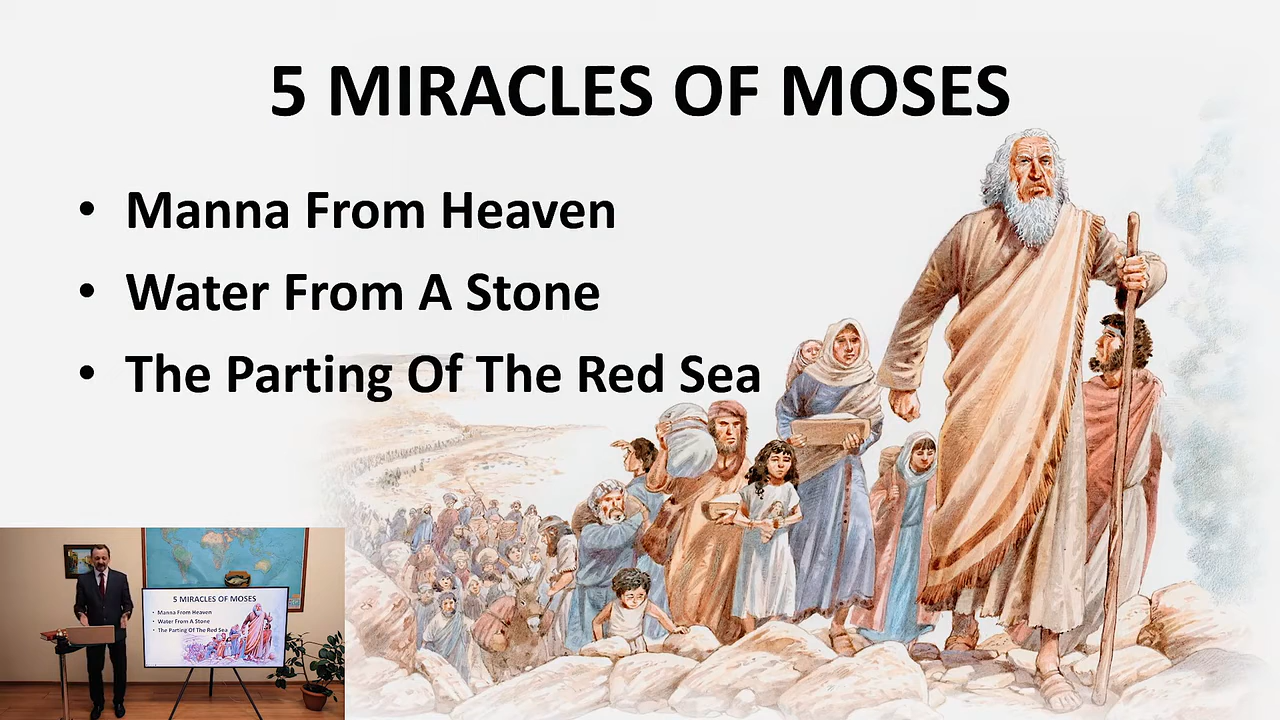 5 MIRACLES OF MOSES
• Manna From Heaven
• Water From A Stone
• The Parting Of The Red Sea
5 MIRACLES OF MOSES
• Manna From Heaven
• Water From A Stone
• The Parting Of The Red Sea